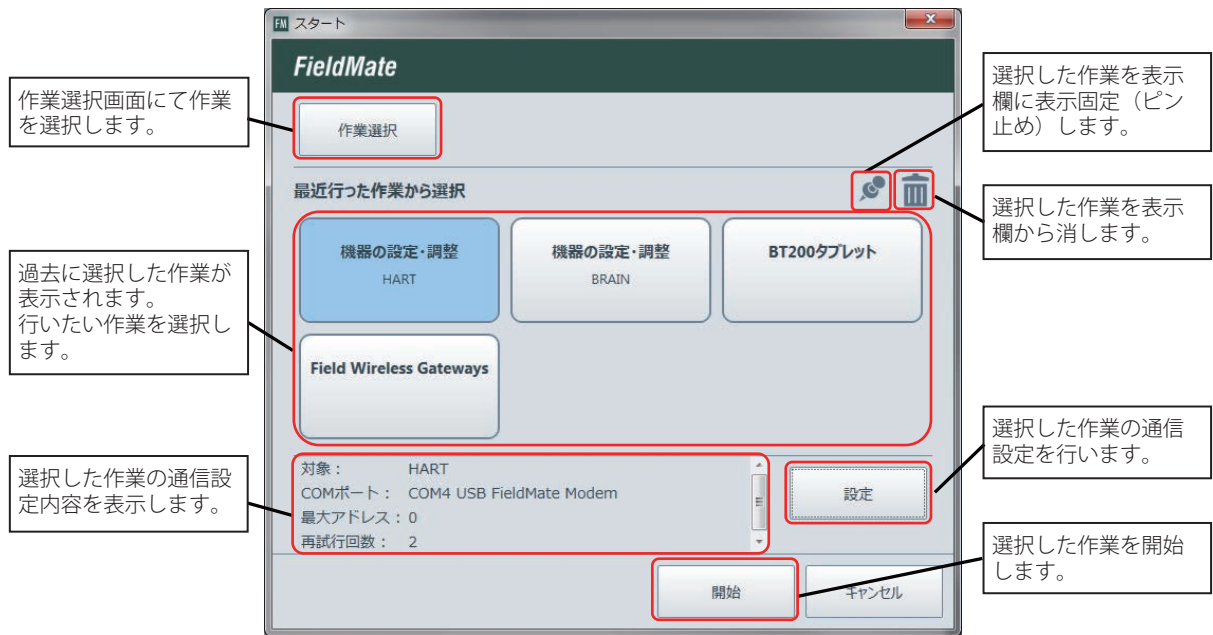 FM スタート
FieldMate
作業選択画面にて作業
を選択します。
作業選択
選択した作業を表示
欄に表示固定（ピン
止め）します。
最近行った作業から選択
選択した作業を表示
欄から消します。
機器の設定・調整
HART
機器の設定・調整
BRAIN
BT200タブレット
過去に選択した作業が
表示されます。
行いたい作業を選択し
ます。
Field Wireless Gateways
選択した作業の通信
設定を行います。
選択した作業の通信設
定内容を表示します。
対象： HART
COMポート： COM4 USB FieldMate Modem
最大アドレス：0
再試行回数： 2
設定
選択した作業を開始
します。
開始
キャンセル